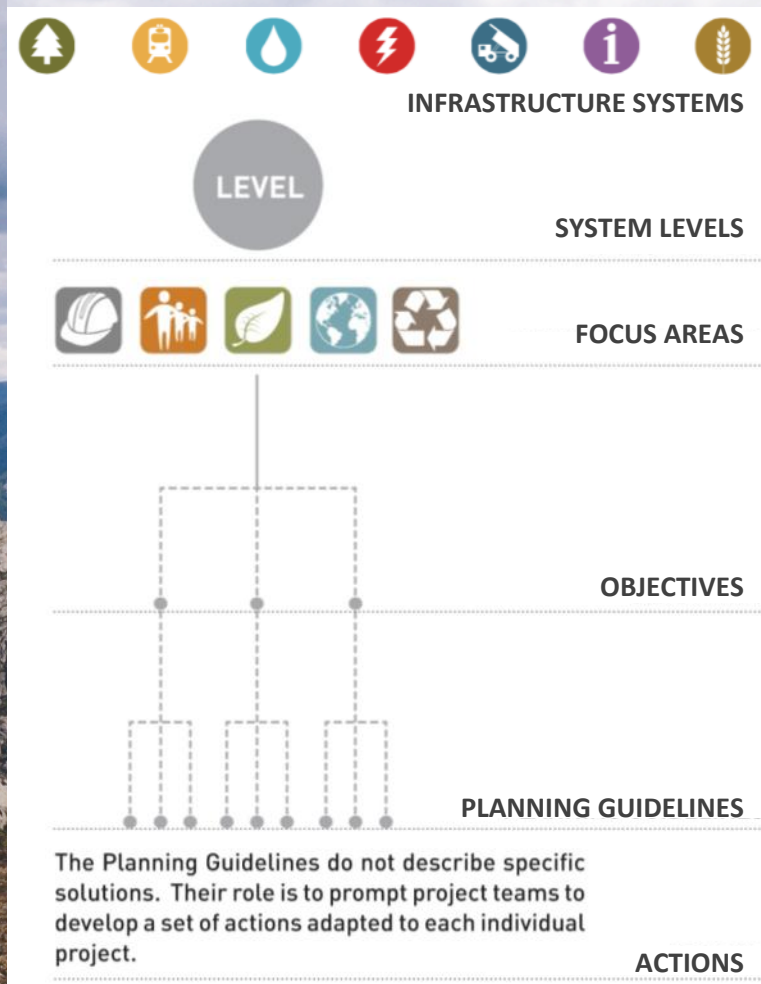 INFRASTRUCTURE SYSTEMS
LEVEL
SYSTEM LEVELS
FOCUS AREAS
OBJECTIVES
PLANNING GUIDELINES
The Planning Guidelines do not describe specific
solutions. Their role is to prompt project teams to
develop a set of actions adapted to each individual
project.
ACTIONS